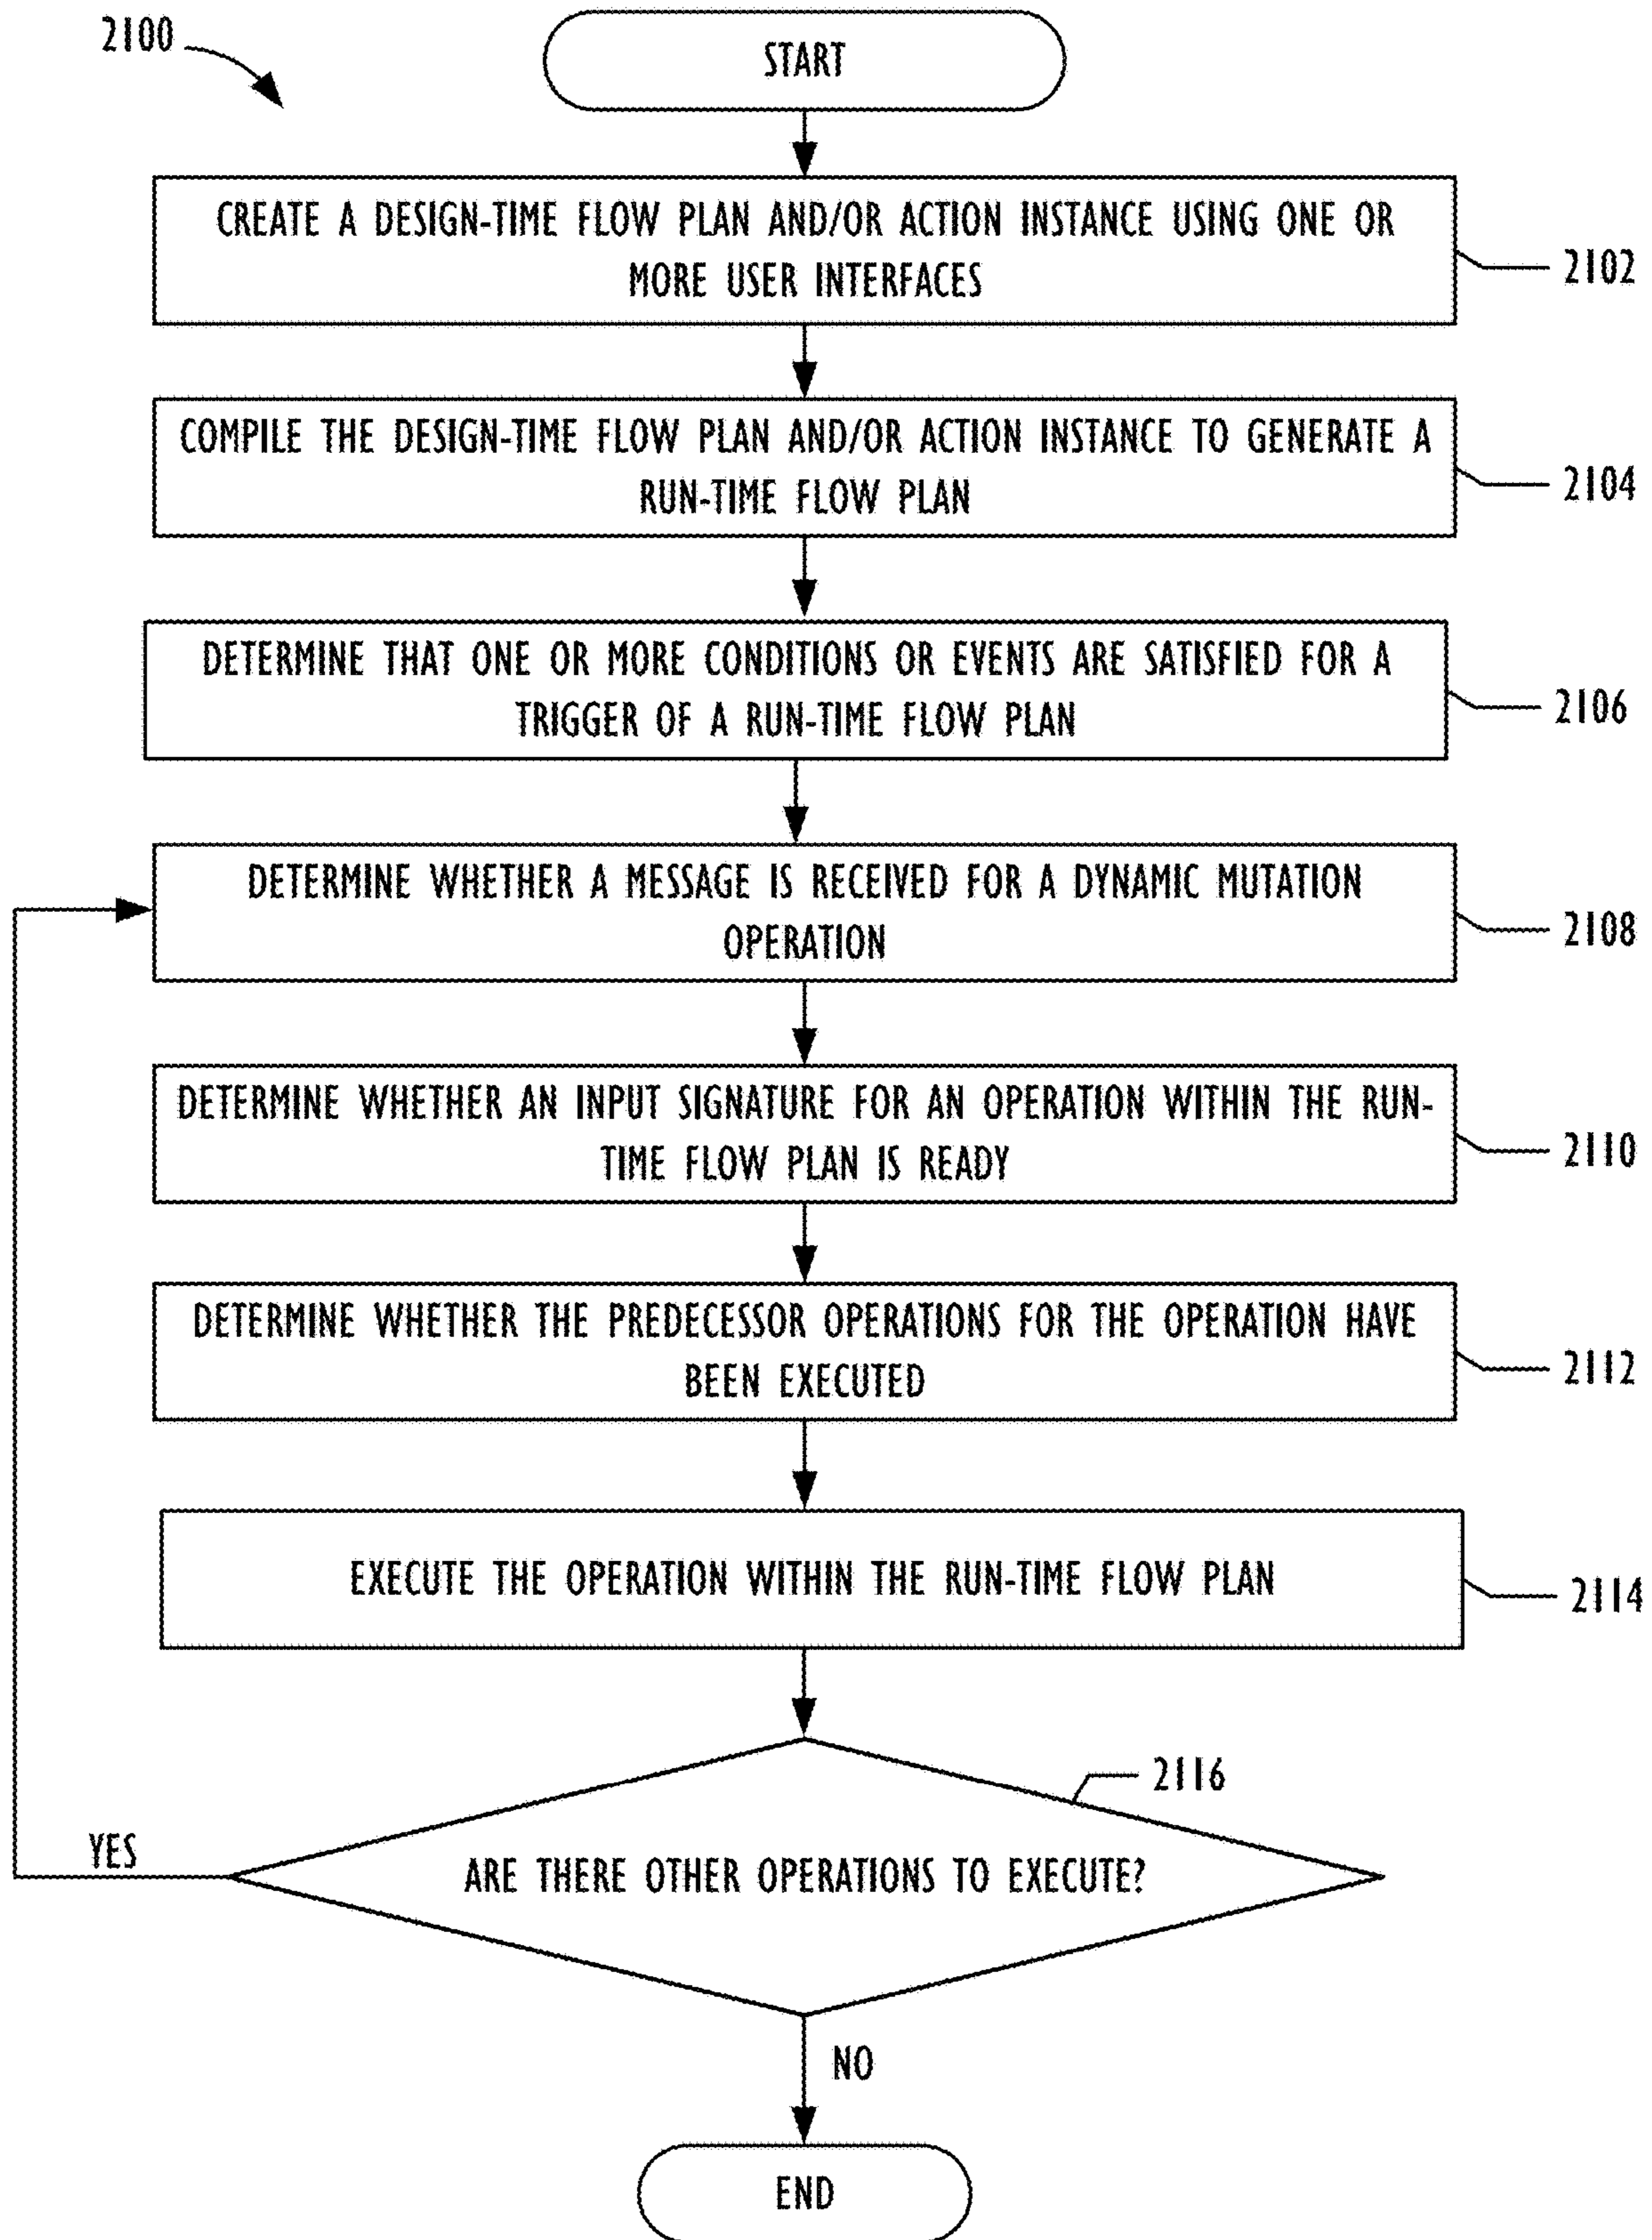 2100
START
CREATE A DESIGN-TIME FLOW PLAN AND/OR ACTION INSTANCE USING ONE OR
MORE USER INTERFACES
2102
COMPILE THE DESIGN-TIME FLOW PLAN AND/OR ACTION INSTANCE TO GENERATE A
RUN-TIME FLOW PLAN
2104
DETERMINE THAT ONE OR MORE CONDITIONS OR EVENTS ARE SATISFIED FOR A
TRIGGER OF A RUN-TIME FLOW PLAN
2106
DETERMINE WHETHER A MESSAGE IS RECEIVED FOR A DYNAMIC MUTATION
OPERATION
2108
DETERMINE WHETHER AN INPUT SIGNATURE FOR AN OPERATION WITHIN THE RUN-
TIME FLOW PLAN IS READY
2110
DETERMINE WHETHER THE PREDECESSOR OPERATIONS FOR THE OPERATION HAVE
BEEN EXECUTED
2112
EXECUTE THE OPERATION WITHIN THE RUN-TIME FLOW PLAN
2114
2116
YES
ARE THERE OTHER OPERATIONS TO EXECUTE?
NO
END